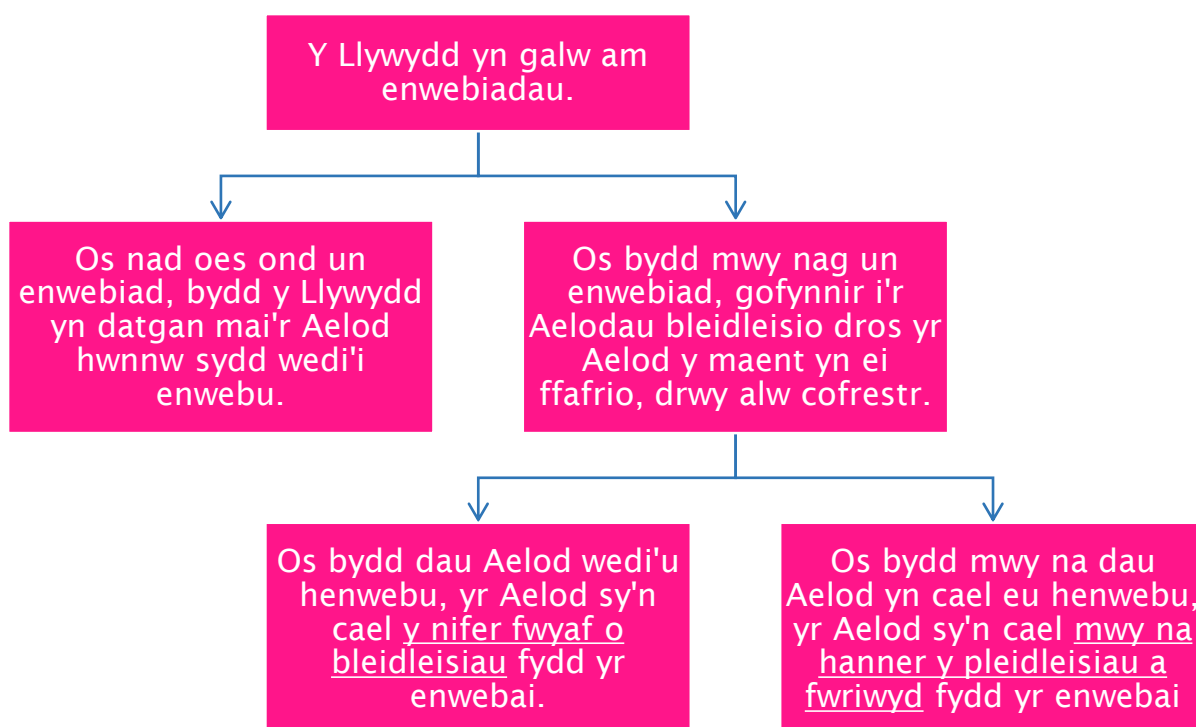 Y Llywydd yn galw am
enwebiadau.
Os nad oes ond un
enwebiad, bydd y Llywydd
yn datgan mai'r Aelod
hwnnw sydd wedi'i
enwebu.
Os bydd mwy nag un
enwebiad, gofynnir i'r
Aelodau bleidleisio dros yr
Aelod y maent yn ei
ffafrio, drwy alw cofrestr.
Os bydd dau Aelod wedi'u
henwebu, yr Aelod sy'n
cael y nifer fwyaf o
bleidleisiau fydd yr
enwebai.
Os bydd mwy na dau
Aelod yn cael eu henwebu,
yr Aelod sy'n cael mwy na
hanner y pleidleisiau a
fwriwyd fydd yr enwebai